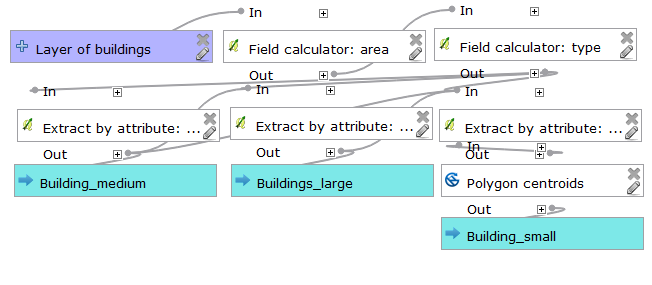 In
In
Layer of buildings
Field calculator: area
Field calculator: type
Out
Out
In
In
In
Extract by attribute: ...
Extract by attribute: ...
Extract by attribute: ...
Out
Out
In
Out
Building_medium
Buildings_large
Polygon centroids
Out
Building_small